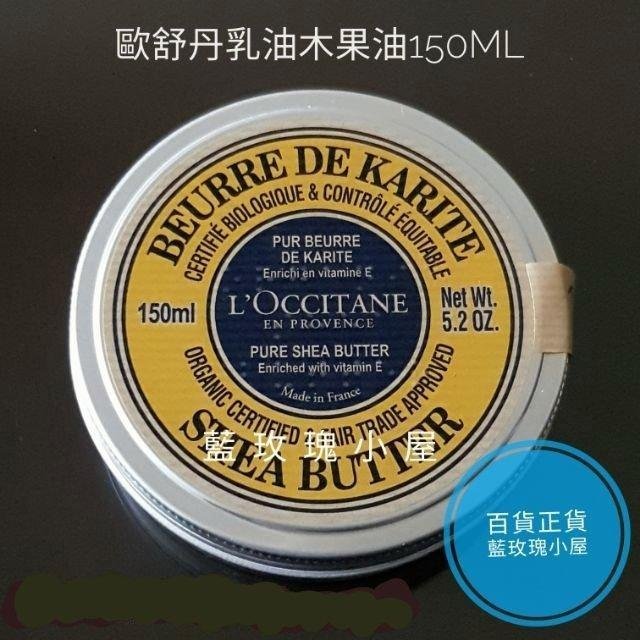 歐舒丹乳油木果油150ML
BEURRE DE KARITE
CERTIFIÉ BIOLOGIQUE & CONTRÔLÉ ÉQUITABLE
PUR BEURRE
DE KARITE
Enrichi en vitamine E
150ml
L'OCCITANE
EN PROVENCE
Net Wt.
5.2 OZ.
PURE SHEA BUTTER
Enriched with vitamin E
Made in France
ORGANIC CERTIFIED & FAIR TRADE APPROVED
SHEA BUTTER
藍玫瑰小屋
百貨正貨
藍玫瑰小屋